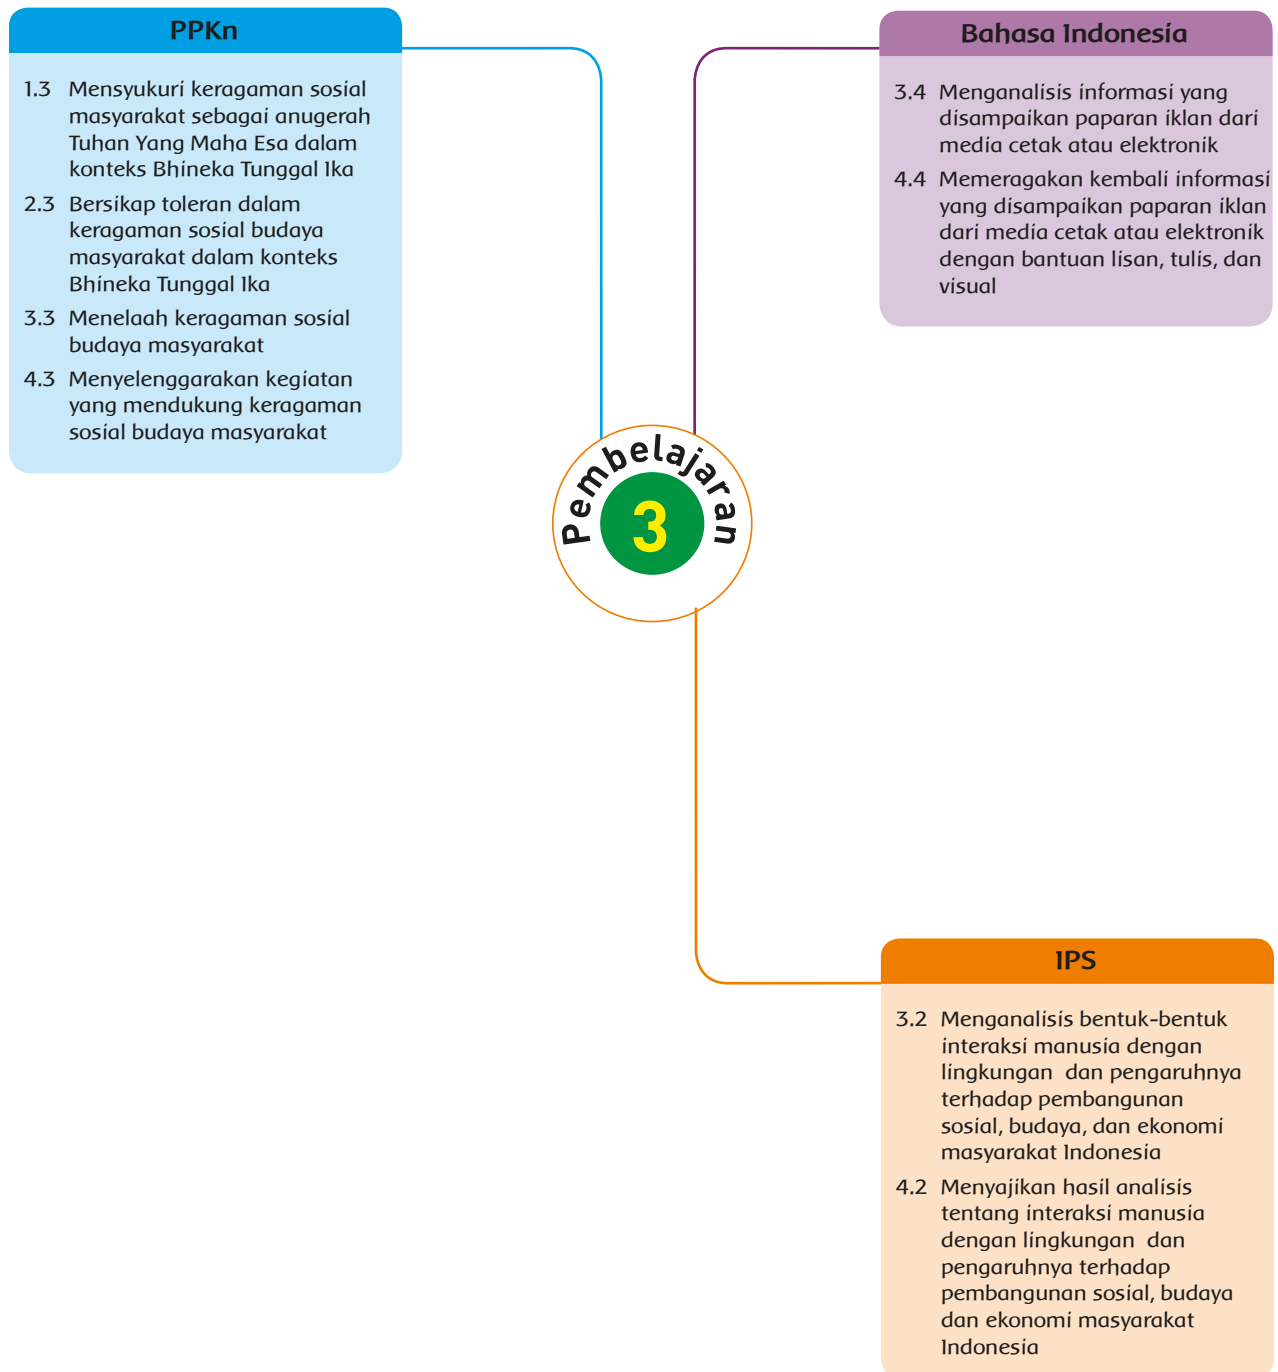 PPKn
1.3 Mensyukuri keragaman sosial
masyarakat sebagai anugerah
Tuhan Yang Maha Esa dalam
konteks Bhineka Tunggal Ika
2.3 Bersikap toleran dalam
keragaman sosial budaya
masyarakat dalam konteks
Bhineka Tunggal Ika
3.3 Menelaah keragaman sosial
budaya masyarakat
4.3 Menyelenggarakan kegiatan
yang mendukung keragaman
sosial budaya masyarakat
Bahasa Indonesia
3.4 Menganalisis informasi yang
disampaikan paparan iklan dari
media cetak atau elektronik
4.4 Memeragakan kembali informasi
yang disampaikan paparan iklan
dari media cetak atau elektronik
dengan bantuan lisan, tulis, dan
visual
Pembelajaran
3
IPS
3.2 Menganalisis bentuk-bentuk
interaksi manusia dengan
lingkungan dan pengaruhnya
terhadap pembangunan
sosial, budaya, dan ekonomi
masyarakat Indonesia
4.2 Menyajikan hasil analisis
tentang interaksi manusia
dengan lingkungan dan
pengaruhnya terhadap
pembangunan sosial, budaya
dan ekonomi masyarakat
Indonesia